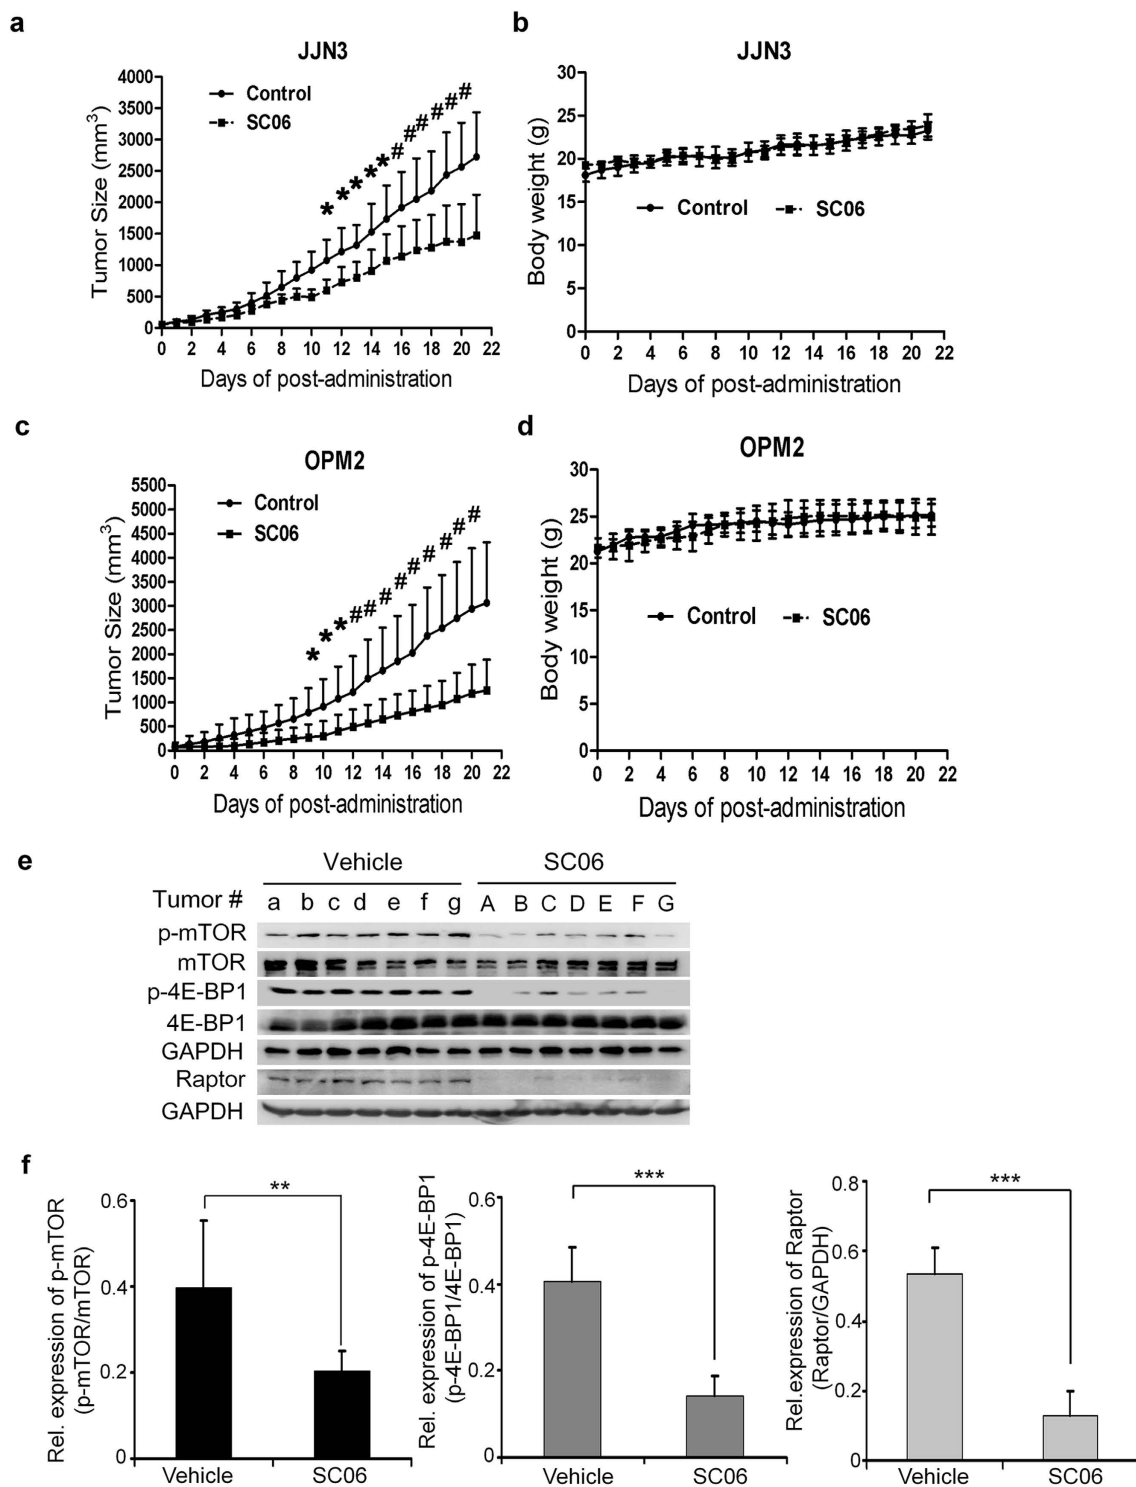 a
JJN3
Control
SC06
*
*
*
*
*
#
#
#
#
#
#
4000
3500
3000
2500
2000
1500
1000
500
0
Tumor Size (mm3)
0 2 4 6 8 10 12 14 16 18 20 22
Days of post-administration
b
JJN3
30
25
20
15
10
5
0
Body weight (g)
Control SC06
0 2 4 6 8 10 12 14 16 18 20 22
Days of post-administration
c
OPM2
Control
SC06
*
*
*
#
#
#
#
#
#
#
#
#
5500
5000
4500
4000
3500
3000
2500
2000
1500
1000
500
0
Tumor Size (mm3)
0 2 4 6 8 10 12 14 16 18 20 22
Days of post-administration
d
OPM2
30
25
20
15
10
5
0
Body weight (g)
Control SC06
0 2 4 6 8 10 12 14 16 18 20 22
Days of post-administration
e
Vehicle SC06
Tumor # a b c d e f g A B C D E F G
p-mTOR
mTOR
p-4E-BP1
4E-BP1
GAPDH
Raptor
GAPDH
f
Rel. expression of p-mTOR
(p-mTOR/mTOR)
0.6
0.4
0.2
0
**
Vehicle SC06
Rel. expression of p-4E-BP1
(p-4E-BP1/4E-BP1)
0.6
0.4
0.2
0
***
Vehicle SC06
Rel.expression of Raptor
(Raptor/GAPDH)
0.8
0.6
0.4
0.2
0
***
Vehicle SC06